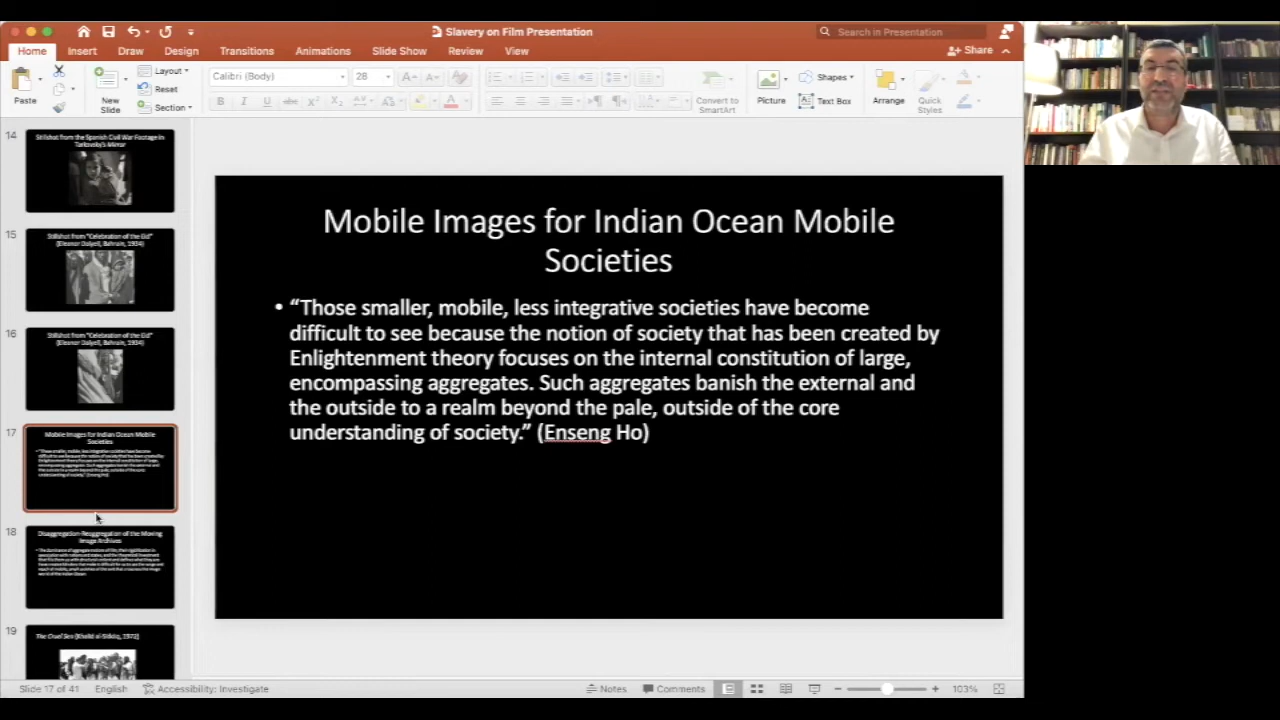 Slavery on Film Presentation
Search in Presentation
Home Insert Draw Design Transitions Animations Slide Show Review View
Share
Paste
New
Slide
Layout
Reset
Section
Calibri (Body) 28
Convert to
SmartArt
Picture
Shapes
Text Box
Arrange
Quick
Styles
14
Stillshot from the Spanish Civil War Footage in
Tarkovsky's Mirror
15
Stillshot from "Celebration of the Eid"
(Eleanor Dalyell, Bahrain, 1934)
16
Stillshot from "Celebration of the Eid"
(Eleanor Dalyell, Bahrain, 1934)
17
Mobile Images for Indian Ocean Mobile
Societies
18
Disaggregation-Reaggregation of the Moving
Image Archives
19
The Cruel Sea (Khalid al-Siddiq, 1972)
Mobile Images for Indian Ocean Mobile
Societies
• “Those smaller, mobile, less integrative societies have become
difficult to see because the notion of society that has been created by
Enlightenment theory focuses on the internal constitution of large,
encompassing aggregates. Such aggregates banish the external and
the outside to a realm beyond the pale, outside of the core
understanding of society.” (Enseng Ho)
Slide 17 of 41 English Accessibility: Investigate
Notes Comments 103%